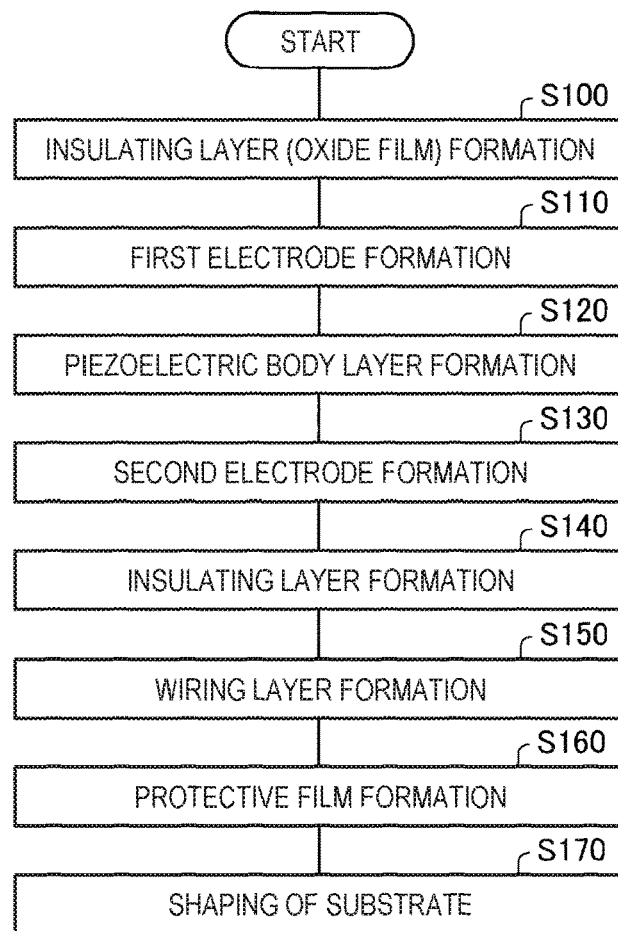 START
S100
INSULATING LAYER (OXIDE FILM) FORMATION
S110
FIRST ELECTRODE FORMATION
S120
PIEZOELECTRIC BODY LAYER FORMATION
S130
SECOND ELECTRODE FORMATION
S140
INSULATING LAYER FORMATION
S150
WIRING LAYER FORMATION
S160
PROTECTIVE FILM FORMATION
S170
SHAPING OF SUBSTRATE